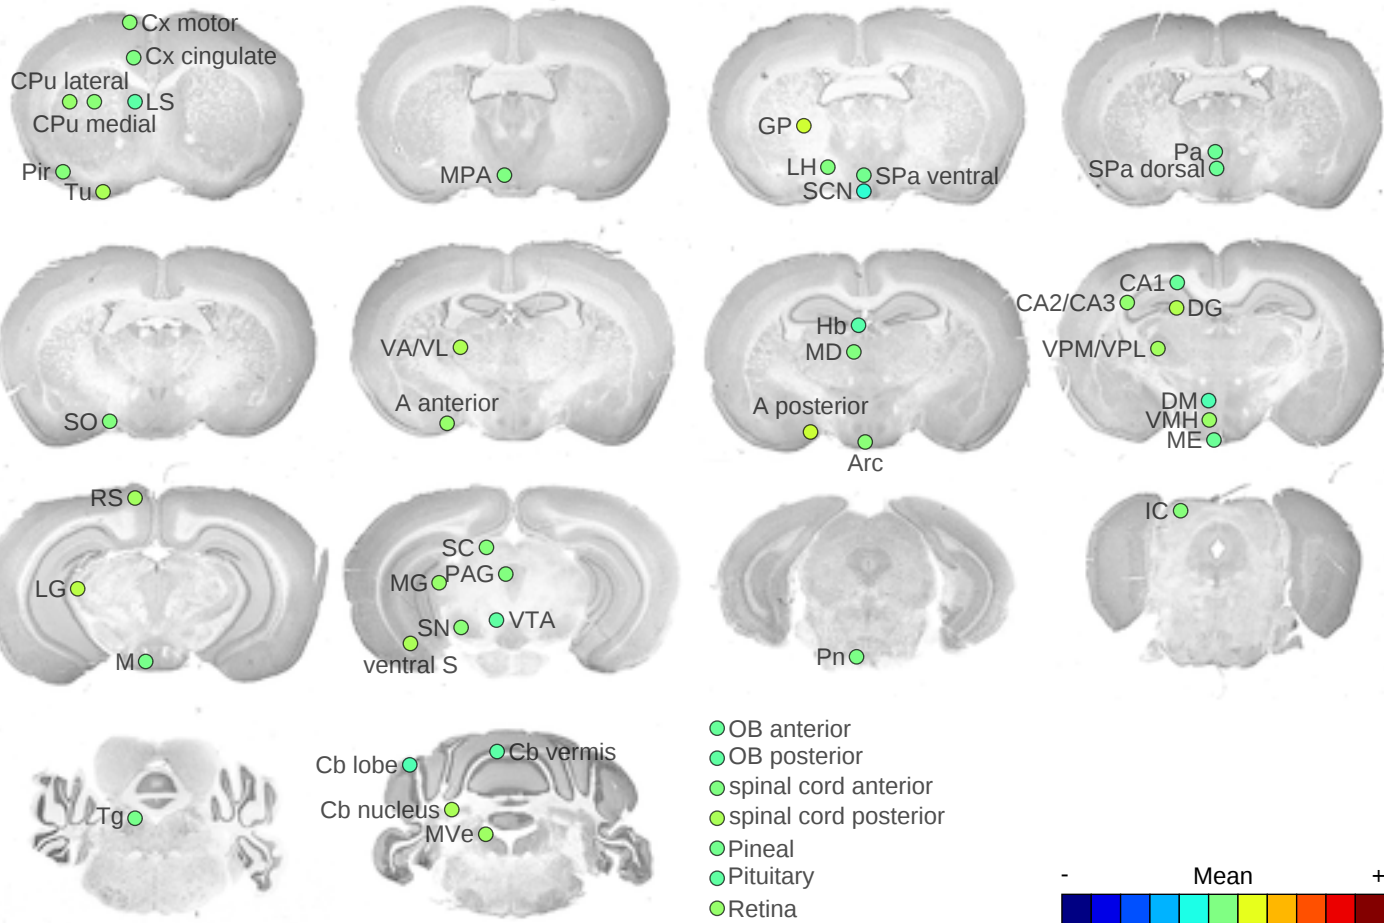 Cx motor
Cx cingulate
CPu lateral
LS
CPu medial
Pir
Tu
MPA
GP
LH
SPa ventral
SCN
Pa
SPa dorsal
SO
VA/VL
A anterior
Hb
MD
A posterior
Arc
CA1
CA2/CA3
DG
VPM/VPL
DM
VMH
ME
RS
LG
M
SC
MG
PAG
SN
VTA
ventral S
Pn
IC
Tg
Cb lobe
Cb vermis
Cb nucleus
MVe
OB anterior
OB posterior
spinal cord anterior
spinal cord posterior
Pineal
Pituitary
Retina
- Mean +